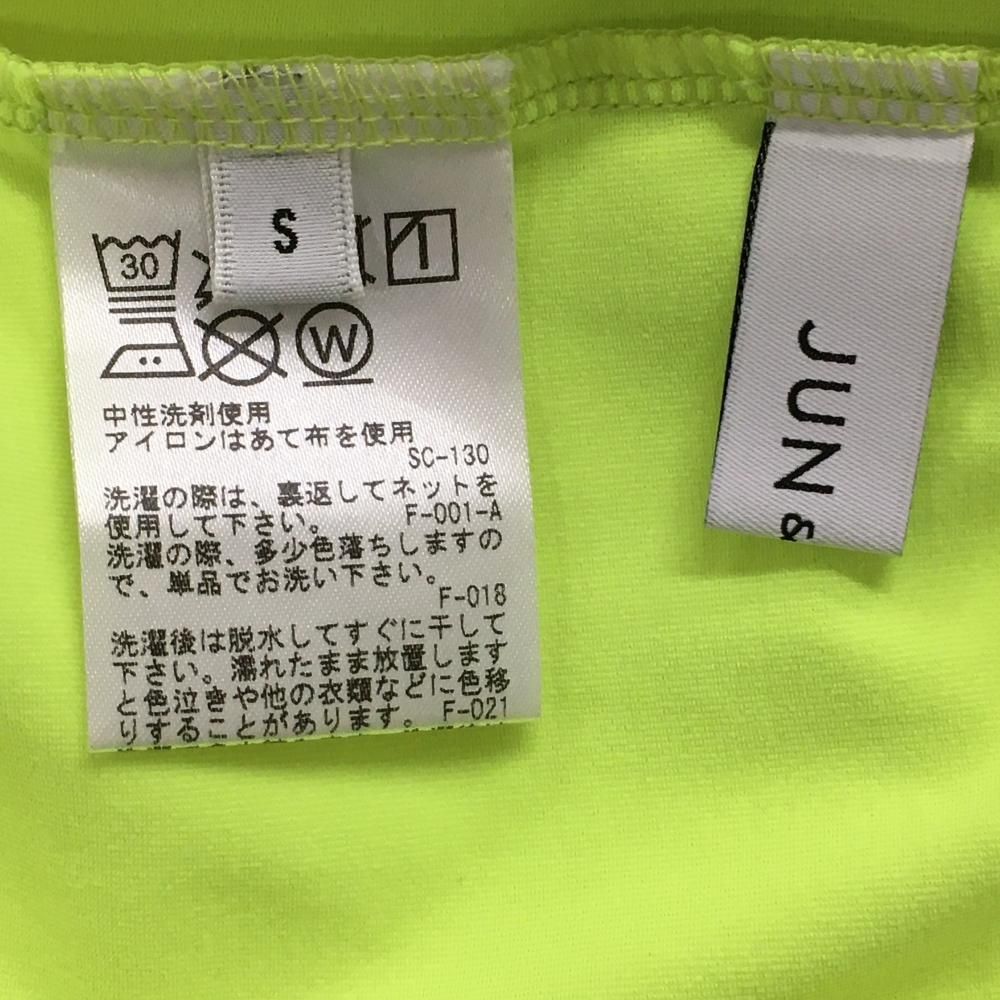 S
30
W
中性洗剤使用
アイロンはあて布を使用
SC-130
洗濯の際は、裏返してネットを
使用して下さい。 F-001-A
洗濯の際、多少色落ちしますの
で、単品でお洗い下さい。
F-018
洗濯後は脱水してすぐに干して
下さい。濡れたまま放置します
と色泣きや他の衣類などに色移
りすることがあります。 F-021
JUN &